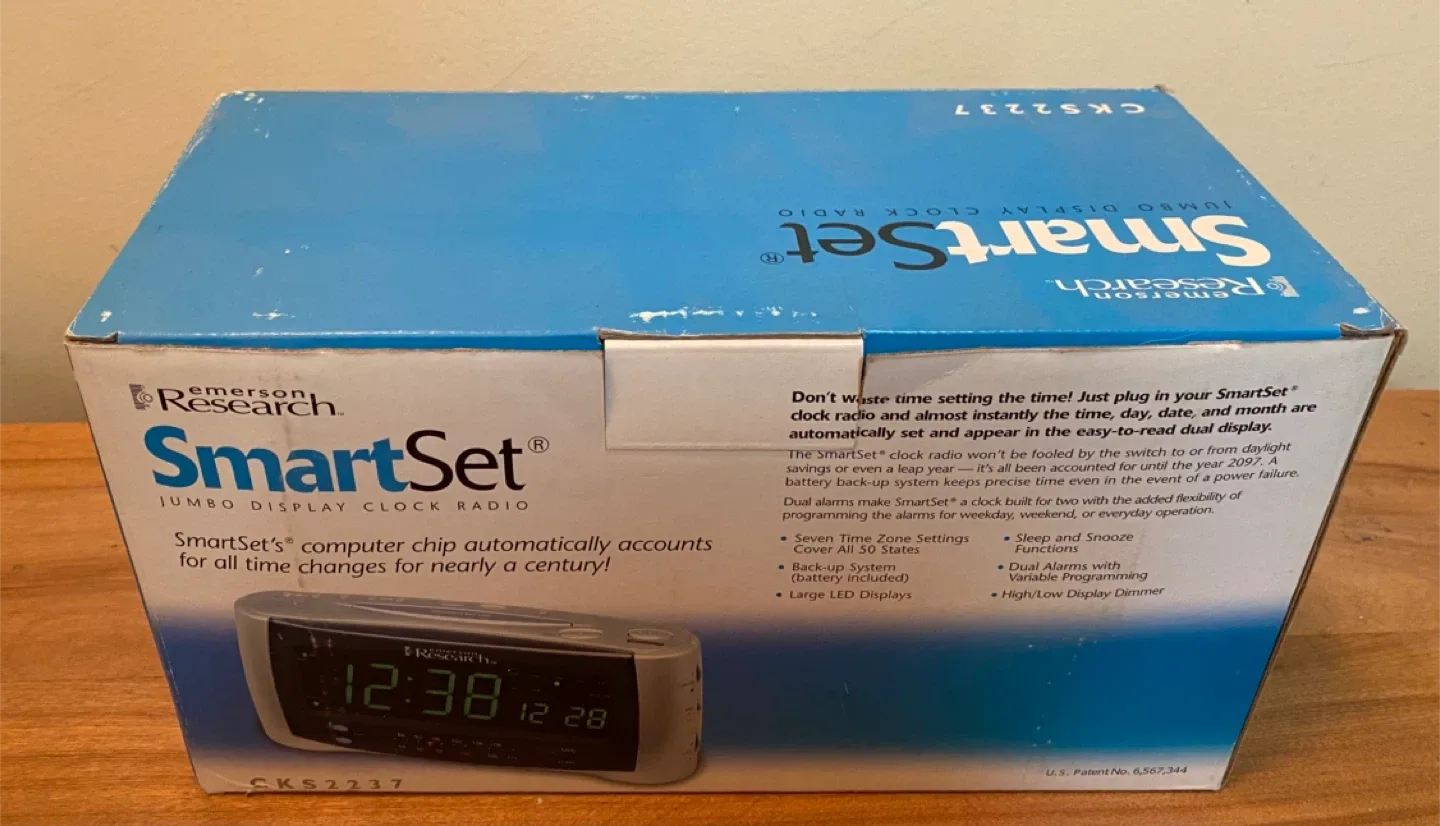 CKS2237
JUMBO DISPLAY CLOCK RADIO
SmartSet®
emerson
Research™
emerson
Research™
SmartSet®
JUMBO DISPLAY CLOCK RADIO
SmartSet's® computer chip automatically accounts
for all time changes for nearly a century!
emerson
Research™
12:38 12 28
CKS2237
Don't waste time setting the time! Just plug in your SmartSet®
clock radio and almost instantly the time, day, date, and month are
automatically set and appear in the easy-to-read dual display.
The SmartSet® clock radio won't be fooled by the switch to or from daylight
savings or even a leap year — it's all been accounted for until the year 2097. A
battery back-up system keeps precise time even in the event of a power failure.
Dual alarms make SmartSet® a clock built for two with the added flexibility of
programming the alarms for weekday, weekend, or everyday operation.
• Seven Time Zone Settings
Cover All 50 States
• Back-up System
(battery included)
• Large LED Displays
• Sleep and Snooze
Functions
• Dual Alarms with
Variable Programming
• High/Low Display Dimmer
U.S. Patent No. 6,567,344